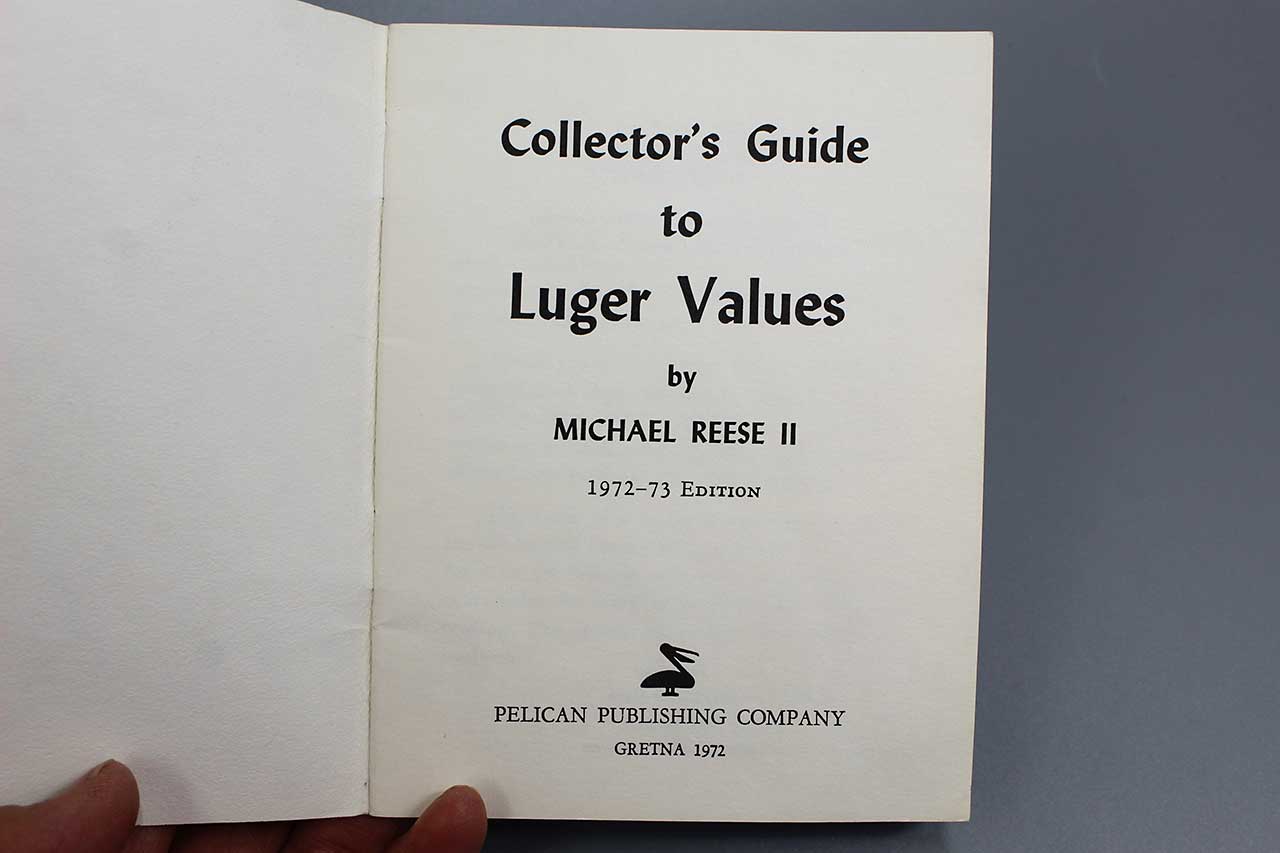 Collector's Guide
to
Luger Values
by
MICHAEL REESE II
1972–73 EDITION
PELICAN PUBLISHING COMPANY
GRETNA 1972